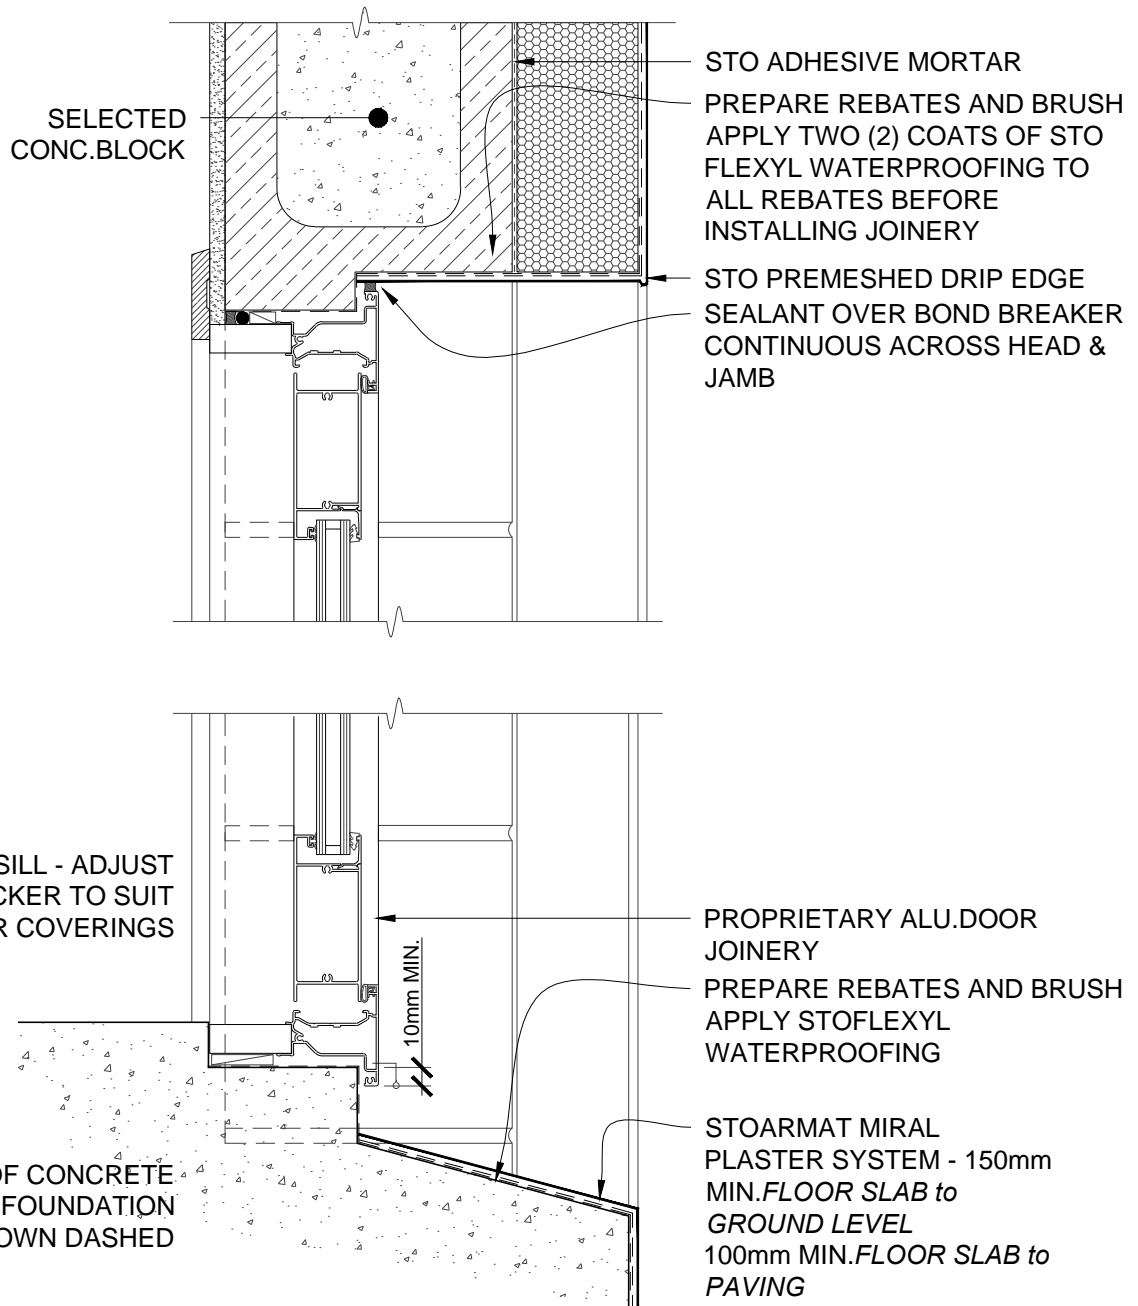 SELECTED
CONC.BLOCK
STO ADHESIVE MORTAR
PREPARE REBATES AND BRUSH
APPLY TWO (2) COATS OF STO
FLEXYL WATERPROOFING TO
ALL REBATES BEFORE
INSTALLING JOINERY
STO PREMESHED DRIP EDGE
SEALANT OVER BOND BREAKER
CONTINUOUS ACROSS HEAD &
JAMB
SILL - ADJUST
TO SUIT
COVERINGS
10mm MIN.
PROPRIETARY ALU.DOOR
JOINERY
PREPARE REBATES AND BRUSH
APPLY STOFLEXYL
WATERPROOFING
OF CONCRETE
FOUNDATION
DASHED
STOARMAT MIRAL
PLASTER SYSTEM - 150mm
MIN.FLOOR SLAB to
GROUND LEVEL
100mm MIN.FLOOR SLAB to
PAVING